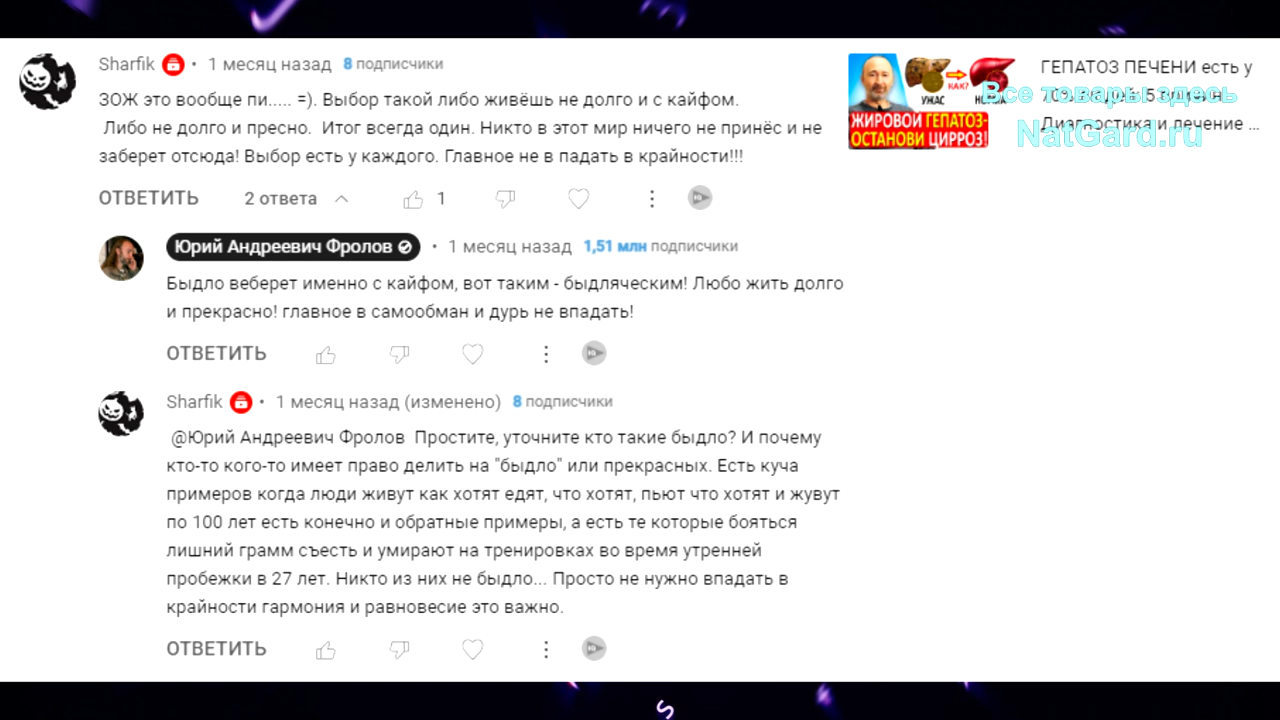 Sharfik • 1 месяц назад 8 подписчики
ЗОЖ это вообще пи..... =). Выбор такой либо живёшь не долго и с кайфом.
Либо не долго и пресно. Итог всегда один. Никто в этот мир ничего не принёс и не
заберет отсюда! Выбор есть у каждого. Главное не в падать в крайности!!!
ОТВЕТИТЬ 2 ответа 1
Юрий Андреевич Фролов • 1 месяц назад 1,51 млн подписчики
Быдло веберет именно с кайфом, вот таким - быдляческим! Любо жить долго
и прекрасно! главное в самообман и дурь не впадать!
ОТВЕТИТЬ
Sharfik • 1 месяц назад (изменено) 8 подписчики
@Юрий Андреевич Фролов Простите, уточните кто такие быдло? И почему
кто-то кого-то имеет право делить на "быдло" или прекрасных. Есть куча
примеров когда люди живут как хотят едят, что хотят, пьют что хотят и жувут
по 100 лет есть конечно и обратные примеры, а есть те которые бояться
лишний грамм съесть и умирают на тренировках во время утренней
пробежки в 27 лет. Никто из них не быдло... Просто не нужно впадать в
крайности гармония и равновесие это важно.
ОТВЕТИТЬ
КАК?
УЖАС
ЖИРОВОЙ ГЕПАТОЗ-
ОСТАНОВИ ЦИРРОЗ!
ГЕПАТОЗ ПЕЧЕНИ есть у
Все товары здесь
Диагностика и лечение ...
NatGard.ru